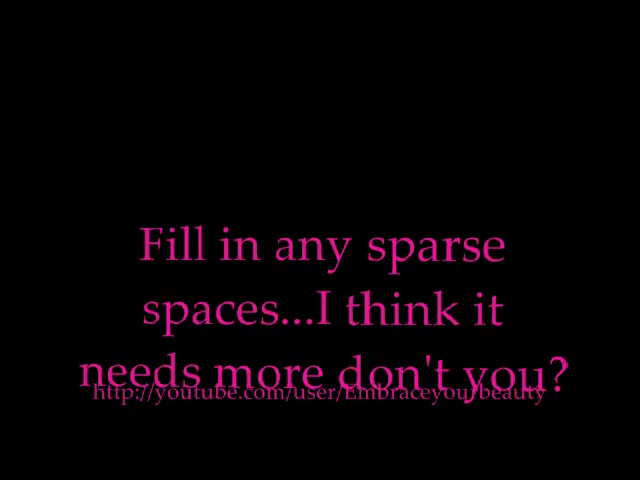 Fill in any sparse
spaces...I think it
needs more don't you?
http://youtube.com/user/Embraceyourbeauty